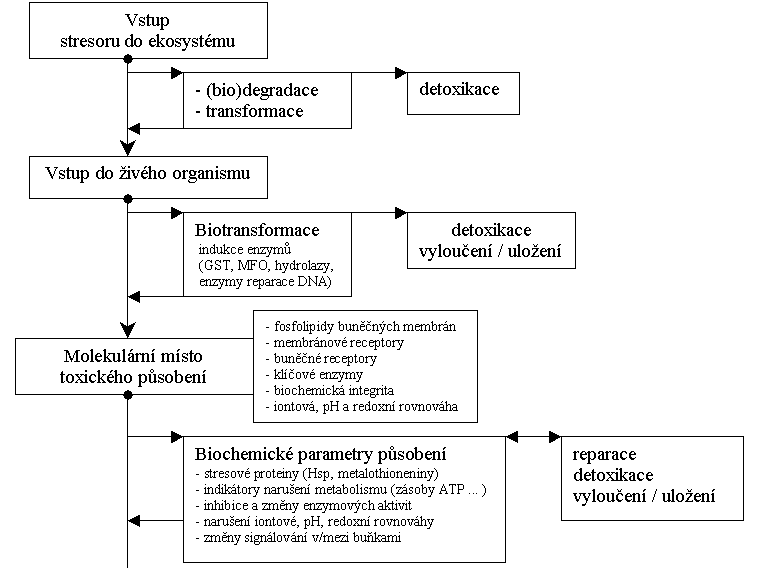 Vstup
stresoru do ekosystému
- (bio)degradace
- transformace
detoxikace
Vstup do živého organismu
Biotransformace
indukce enzymů
(GST, MFO, hydrolazy,
enzymy reparace DNA)
detoxikace
vyloučení / uložení
Molekulární místo
toxického působení
- fosfolipidy buněčných membrán
- membránové receptory
- buněčné receptory
- klíčové enzymy
- biochemická integrita
- iontová, pH a redoxní rovnováha
Biochemické parametry působení
- stresové proteiny (Hsp, metalothioneniny)
- indikátory narušení metabolismu (zásoby ATP ... )
- inhibice a změny enzymových aktivit
- narušení iontové, pH, redoxní rovnováhy
- změny signálování v/mezi buňkami
reparace
detoxikace
vyloučení / uložení